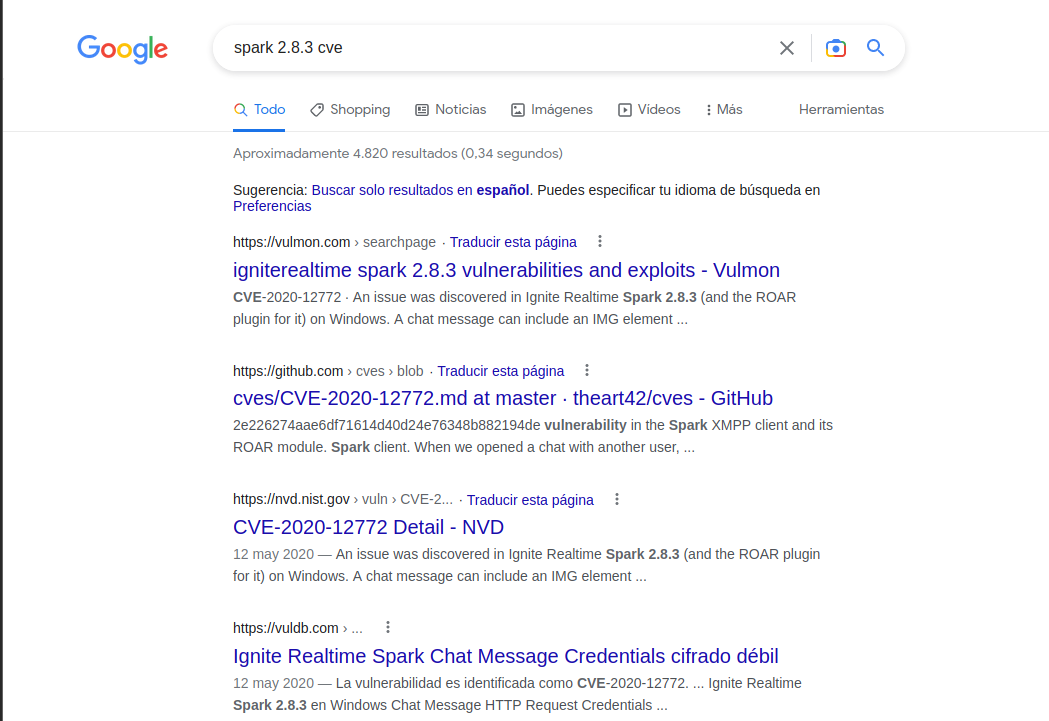 Google
spark 2.8.3 cve
Todo Shopping Noticias Imágenes Vídeos Más Herramientas
Aproximadamente 4.820 resultados (0,34 segundos)
Sugerencia: Buscar solo resultados en español. Puedes especificar tu idioma de búsqueda en
Preferencias
https://vulmon.com › searchpage · Traducir esta página
igniterealtime spark 2.8.3 vulnerabilities and exploits - Vulmon
CVE-2020-12772 · An issue was discovered in Ignite Realtime Spark 2.8.3 (and the ROAR
plugin for it) on Windows. A chat message can include an IMG element ...
https://github.com › cves › blob · Traducir esta página
cves/CVE-2020-12772.md at master · theart42/cves - GitHub
2e226274aae6df71614d40d24e76348b882194de vulnerability in the Spark XMPP client and its
ROAR module. Spark client. When we opened a chat with another user, ...
https://nvd.nist.gov › vuln › CVE-2... · Traducir esta página
CVE-2020-12772 Detail - NVD
12 may 2020 — An issue was discovered in Ignite Realtime Spark 2.8.3 (and the ROAR plugin
for it) on Windows. A chat message can include an IMG element ...
https://vuldb.com › ...
Ignite Realtime Spark Chat Message Credentials cifrado débil
12 may 2020 — La vulnerabilidad es identificada como CVE-2020-12772. ... Ignite Realtime
Spark 2.8.3 en Windows Chat Message HTTP Request Credentials ...